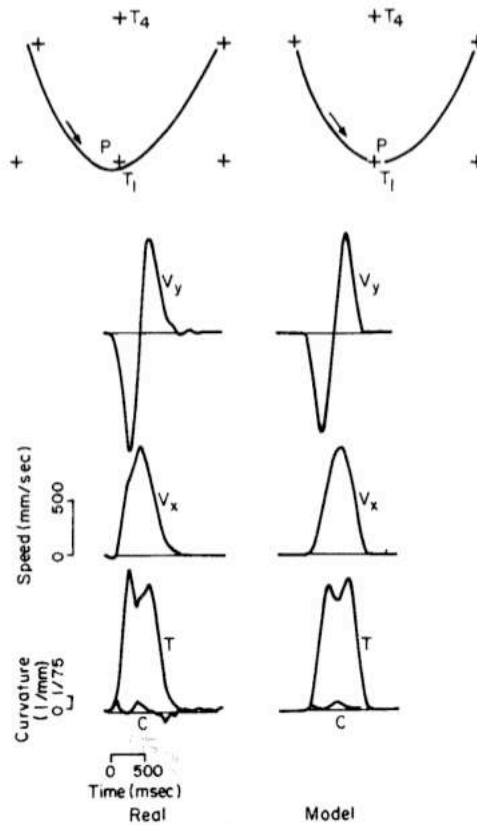 T4
T4
P
T1
P
T1
Vy
Vy
Speed (mm/sec)
500
0
Vx
Vx
Curvature
(1/mm)
0 1/75
T
T
C
C
0 500
Time (msec)
Real
Model